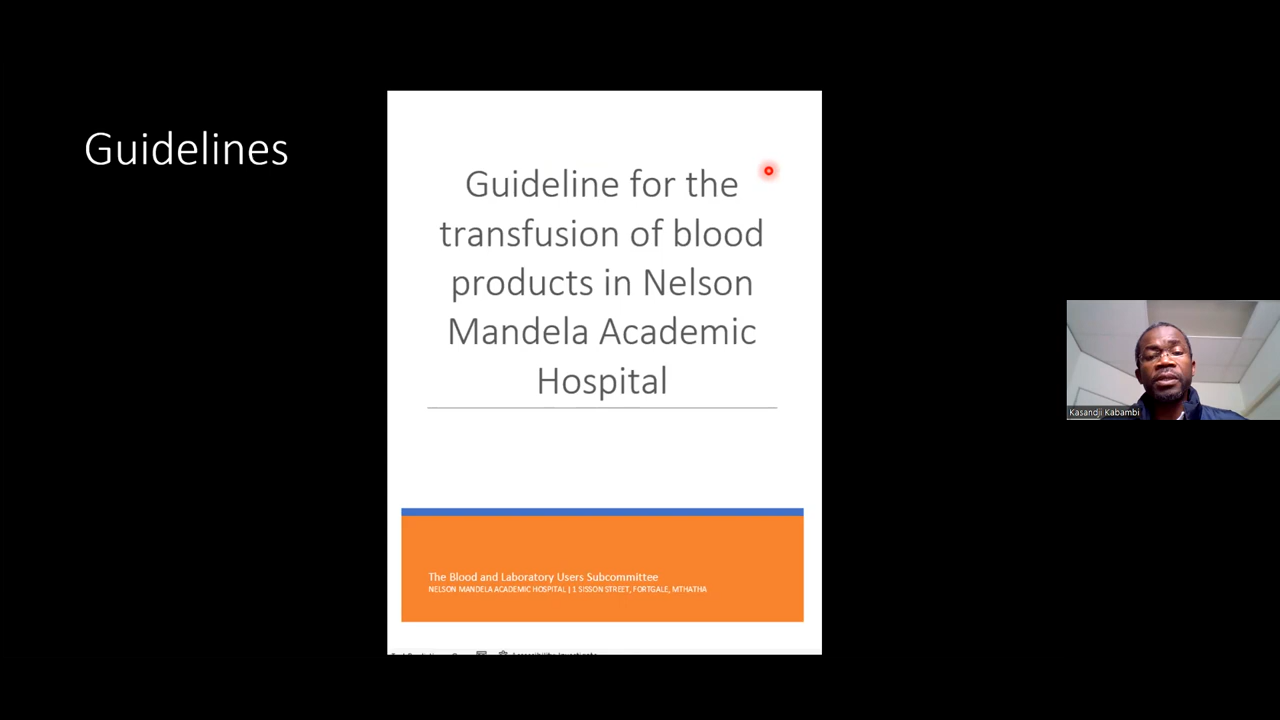 Guidelines
Guideline for the
transfusion of blood
products in Nelson
Mandela Academic
Hospital
The Blood and Laboratory Users Subcommittee
NELSON MANDELA ACADEMIC HOSPITAL | 1 SISSON STREET, FORTGALE, MTHATHA
Kasandji Kabambi